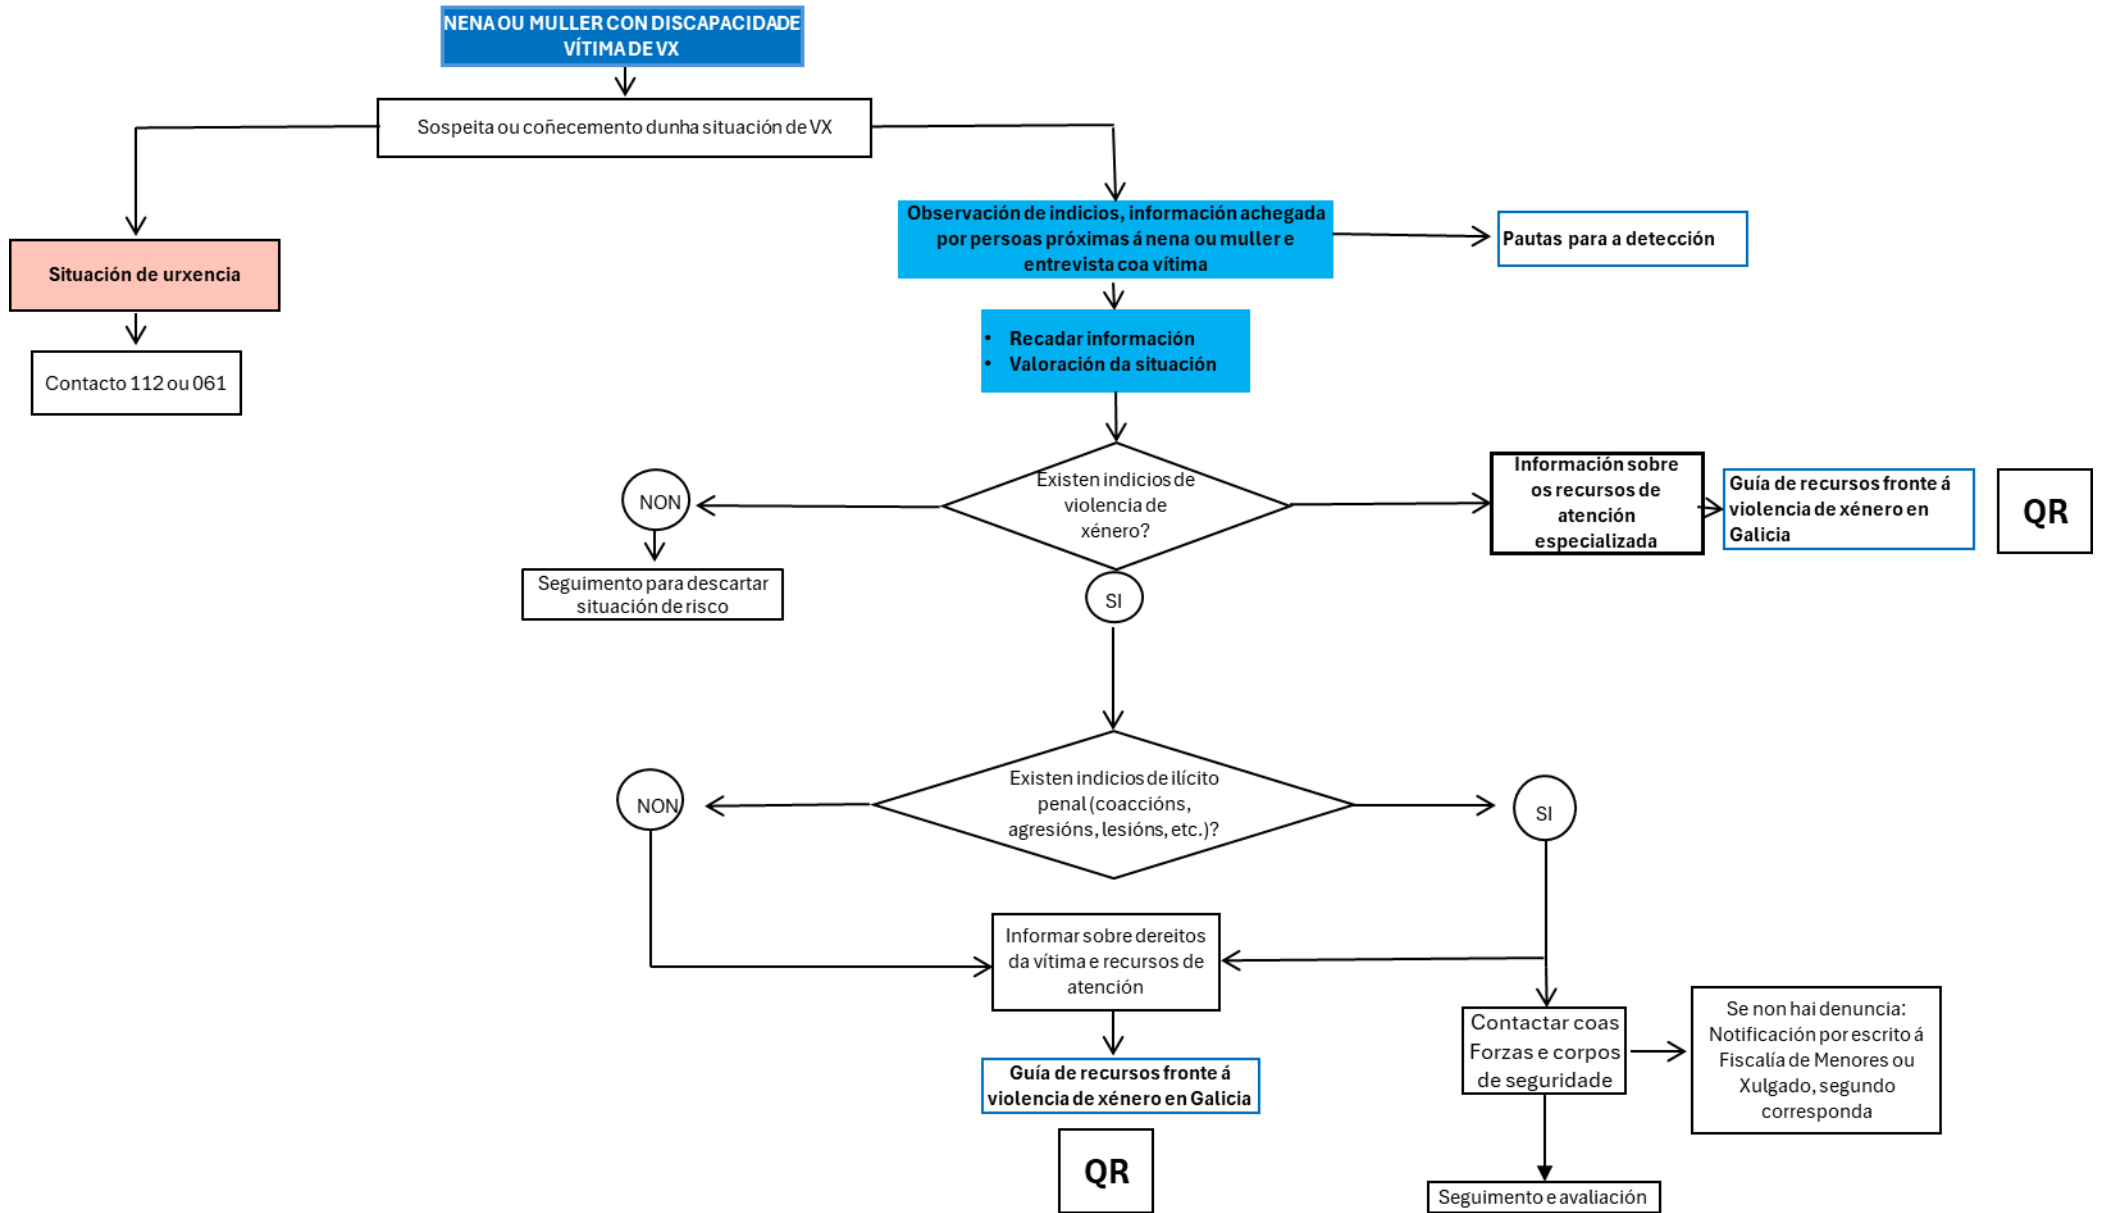 NENA OU MULLER CON DISCAPACIDADE
VÍTIMA DE VX
Sospeita ou coñecemento dunha situación de VX
Situación de urxencia
Contacto 112 ou 061
Observación de indicios, información achegada
por persoas próximas á nena ou muller e
entrevista coa vítima
Pautas para a detección
• Recadar información
• Valoración da situación
Existen indicios de
violencia de
xénero?
NON
Seguimento para descartar
situación de risco
Información sobre
os recursos de
atención
especializada
Guía de recursos fronte á
violencia de xénero en
Galicia
QR
SI
Existen indicios de ilícito
penal (coaccións,
agresións, lesións, etc.)?
NON
SI
Informar sobre dereitos
da vítima e recursos de
atención
Guía de recursos fronte á
violencia de xénero en Galicia
QR
Contactar coas
Forzas e corpos
de seguridade
Se non hai denuncia:
Notificación por escrito á
Fiscalía de Menores ou
Xulgado, segundo
corresponda
Seguimento e avaliación